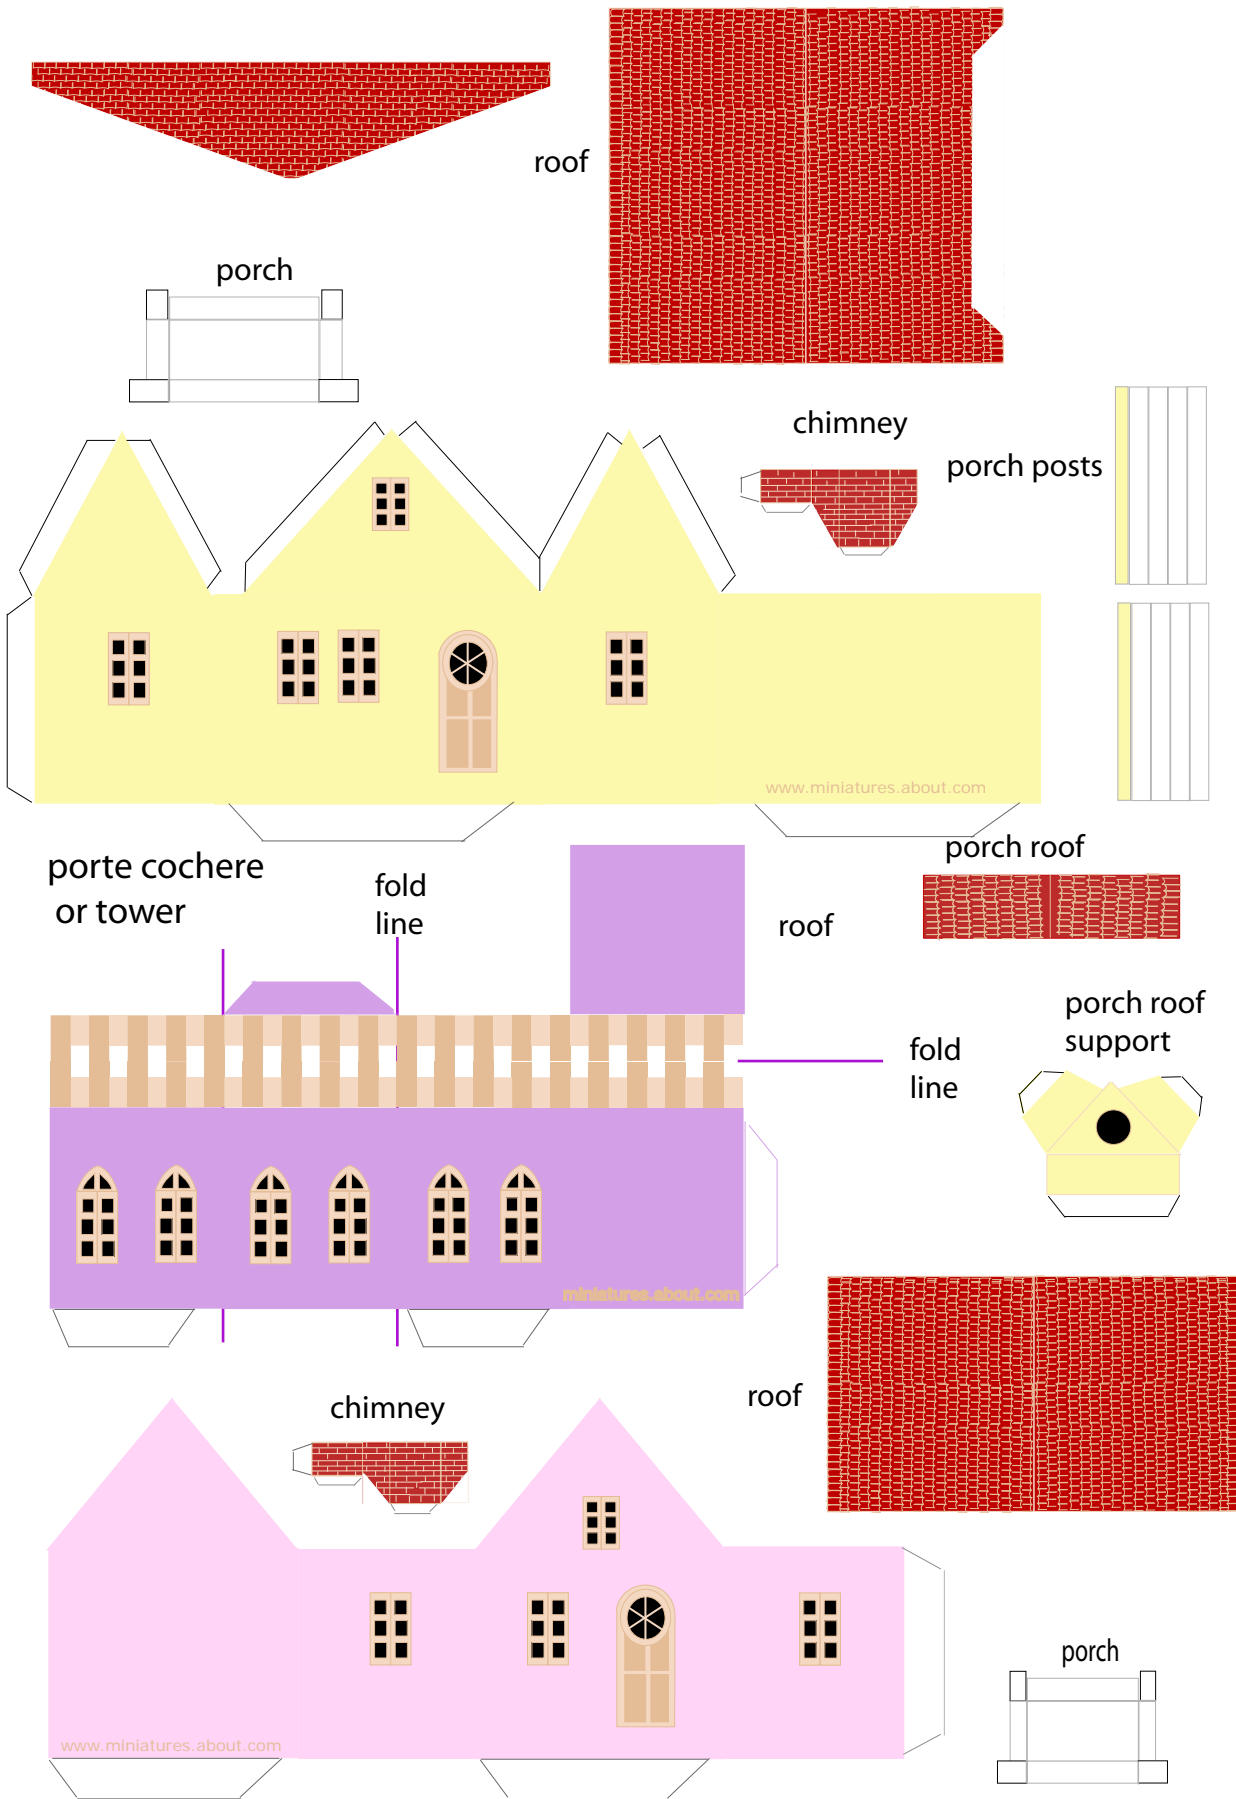 roof
porch
chimney
porch posts
www.miniatures.about.com
porch roof
porte cochere
or tower
fold
line
roof
porch roof
support
fold
line
miniatures.about.com
roof
chimney
porch
www.miniatures.about.com